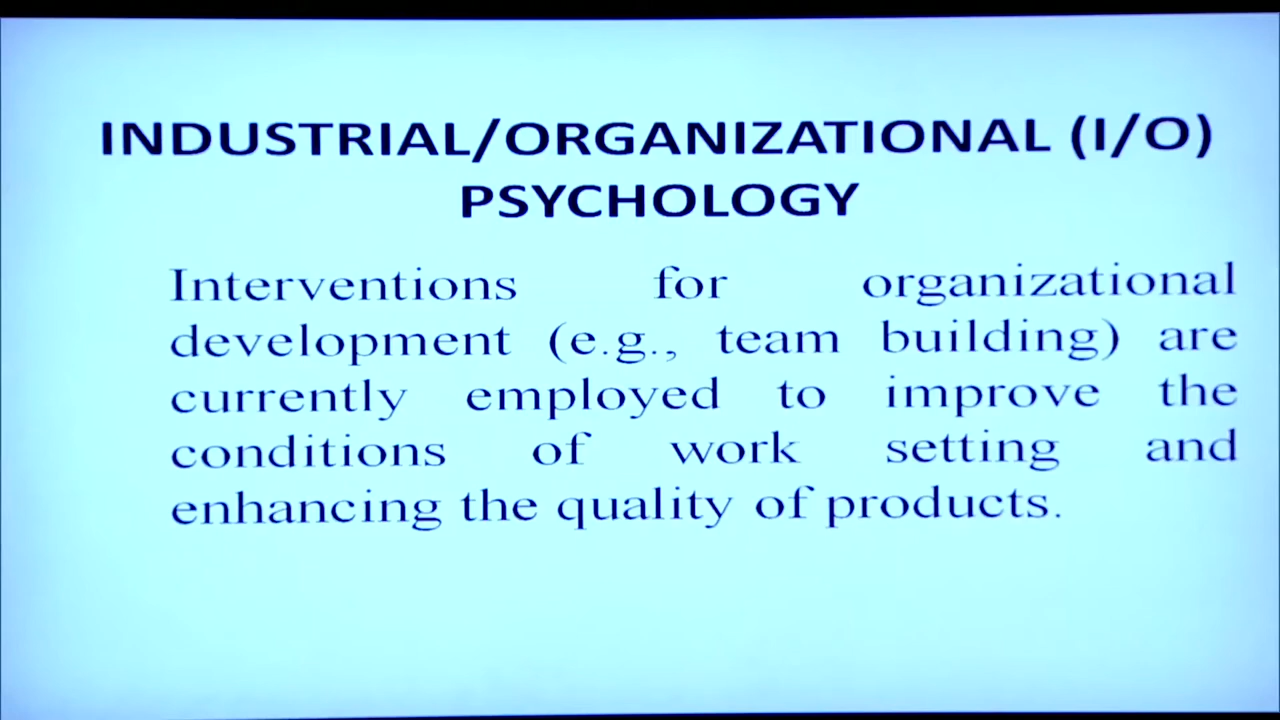 INDUSTRIAL/ORGANIZATIONAL (I/O)
PSYCHOLOGY
Interventions for organizational
development (e.g., team building) are
currently employed to improve the
conditions of work setting and
enhancing the quality of products.